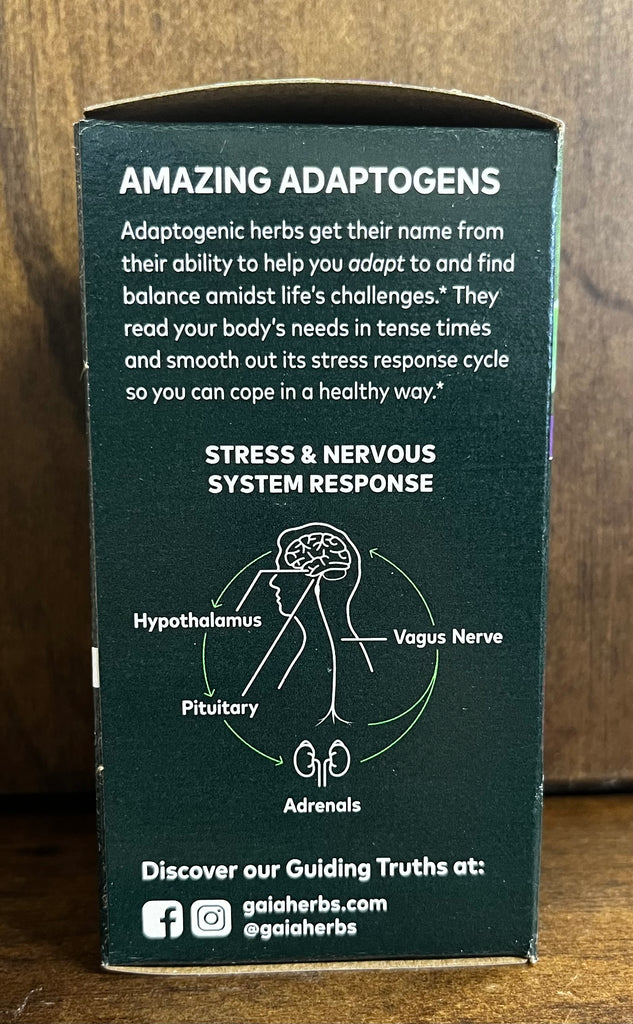 AMAZING ADAPTOGENS
Adaptogenic herbs get their name from
their ability to help you adapt to and find
balance amidst life's challenges.* They
read your body's needs in tense times
and smooth out its stress response cycle
so you can cope in a healthy way.*
STRESS & NERVOUS
SYSTEM RESPONSE
Hypothalamus
Vagus Nerve
Pituitary
Adrenals
Discover our Guiding Truths at:
gaiaherbs.com
@gaiaherbs